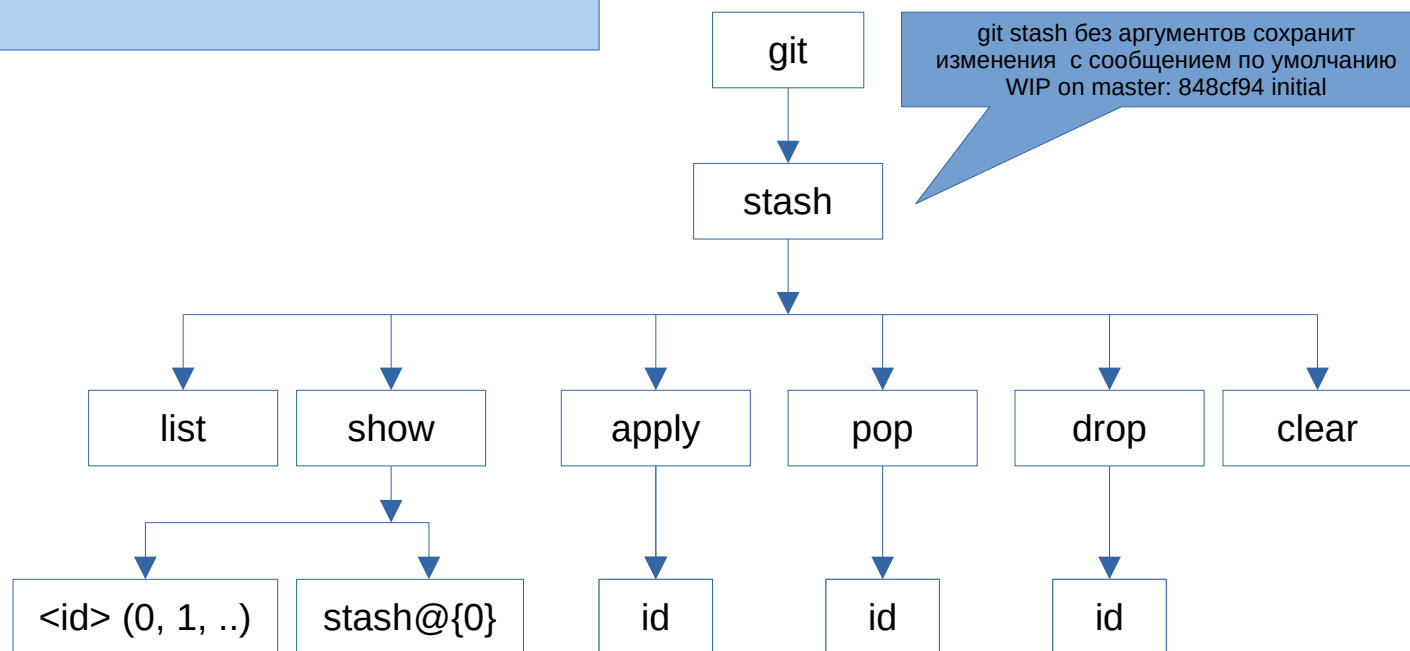 git
git stash без аргументов сохранит
изменения с сообщением по умолчанию
WIP on master: 848cf94 initial
stash
list
show
apply
pop
drop
clear
<id> (0, 1, ..)
stash@{0}
id
id
id